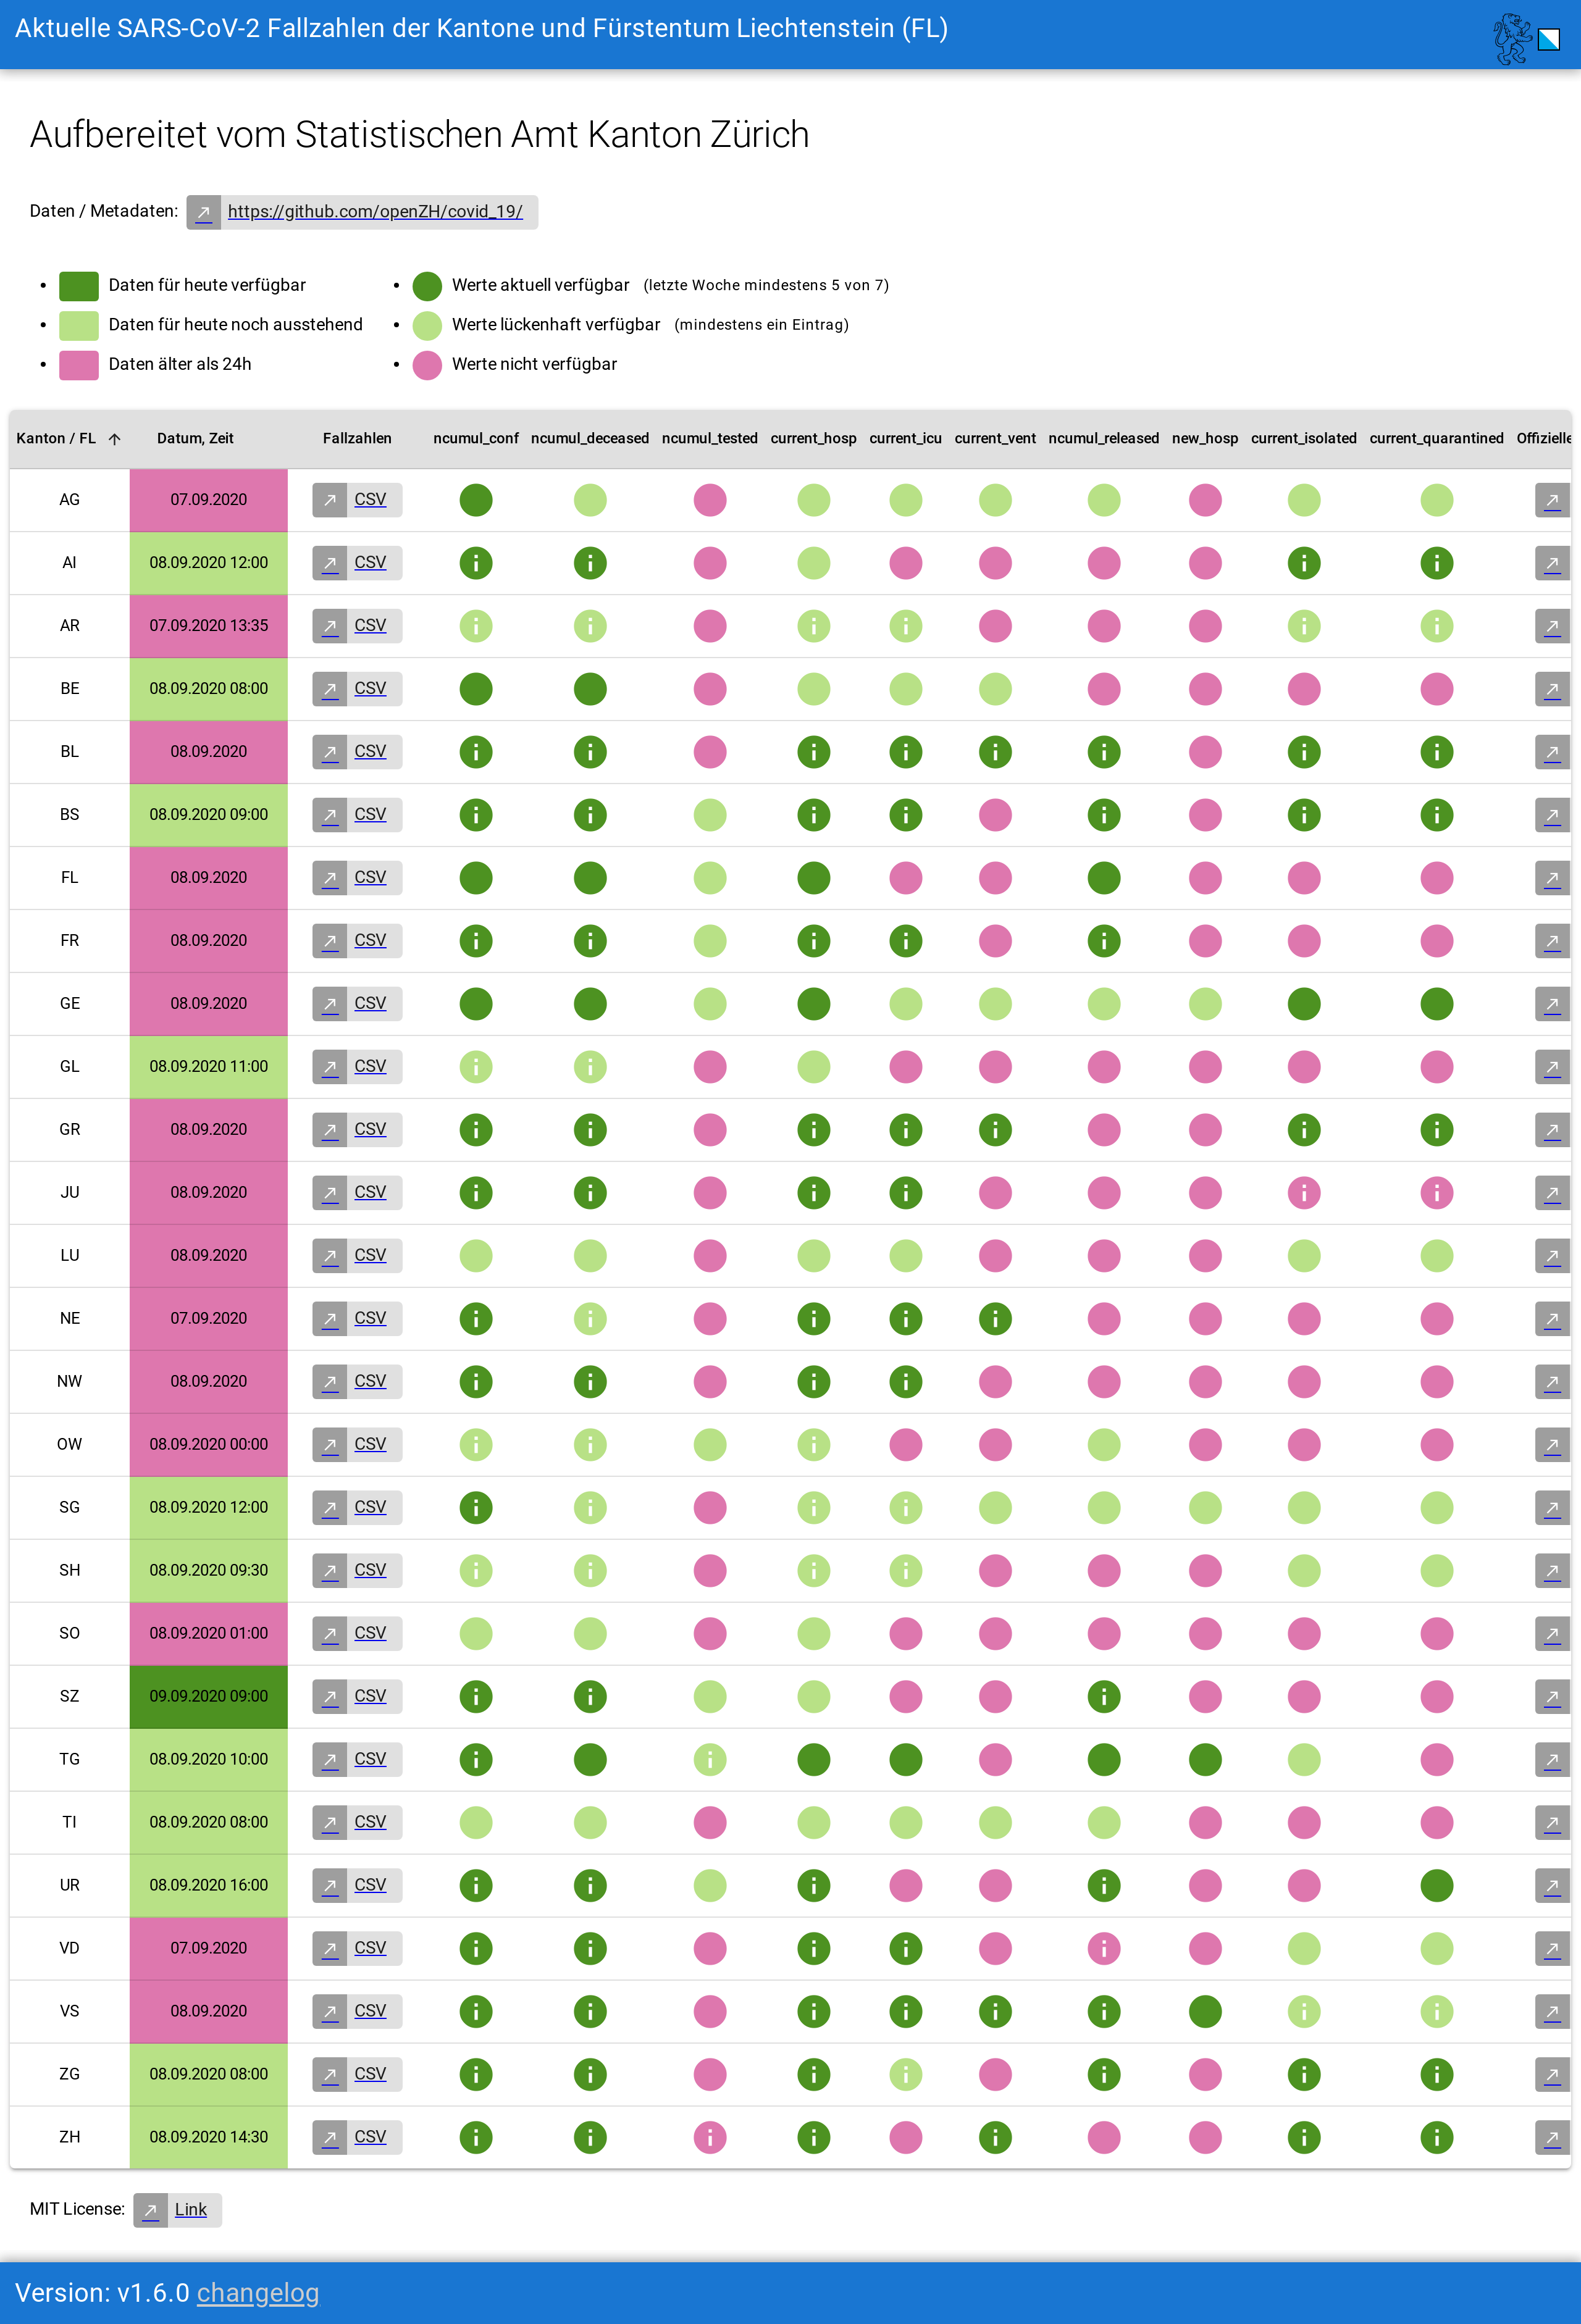 Aktuelle SARS-CoV-2 Fallzahlen der Kantone und Fürstentum Liechtenstein (FL)
Aufbereitet vom Statistischen Amt Kanton Zürich
Daten / Metadaten: https://github.com/openZH/covid_19/
Daten für heute verfügbar
Daten für heute noch ausstehend
Daten älter als 24h
Werte aktuell verfügbar (letzte Woche mindestens 5 von 7)
Werte lückenhaft verfügbar (mindestens ein Eintrag)
Werte nicht verfügbar
Kanton / FL Datum, Zeit Fallzahlen ncumul_conf ncumul_deceased ncumul_tested current_hosp current_icu current_vent ncumul_released new_hosp current_isolated current_quarantined Offizielle
AG 07.09.2020 CSV
AI 08.09.2020 12:00 CSV
AR 07.09.2020 13:35 CSV
BE 08.09.2020 08:00 CSV
BL 08.09.2020 CSV
BS 08.09.2020 09:00 CSV
FL 08.09.2020 CSV
FR 08.09.2020 CSV
GE 08.09.2020 CSV
GL 08.09.2020 11:00 CSV
GR 08.09.2020 CSV
JU 08.09.2020 CSV
LU 08.09.2020 CSV
NE 07.09.2020 CSV
NW 08.09.2020 CSV
OW 08.09.2020 00:00 CSV
SG 08.09.2020 12:00 CSV
SH 08.09.2020 09:30 CSV
SO 08.09.2020 01:00 CSV
SZ 09.09.2020 09:00 CSV
TG 08.09.2020 10:00 CSV
TI 08.09.2020 08:00 CSV
UR 08.09.2020 16:00 CSV
VD 07.09.2020 CSV
VS 08.09.2020 CSV
ZG 08.09.2020 08:00 CSV
ZH 08.09.2020 14:30 CSV
MIT License: Link
Version: v1.6.0 changelog